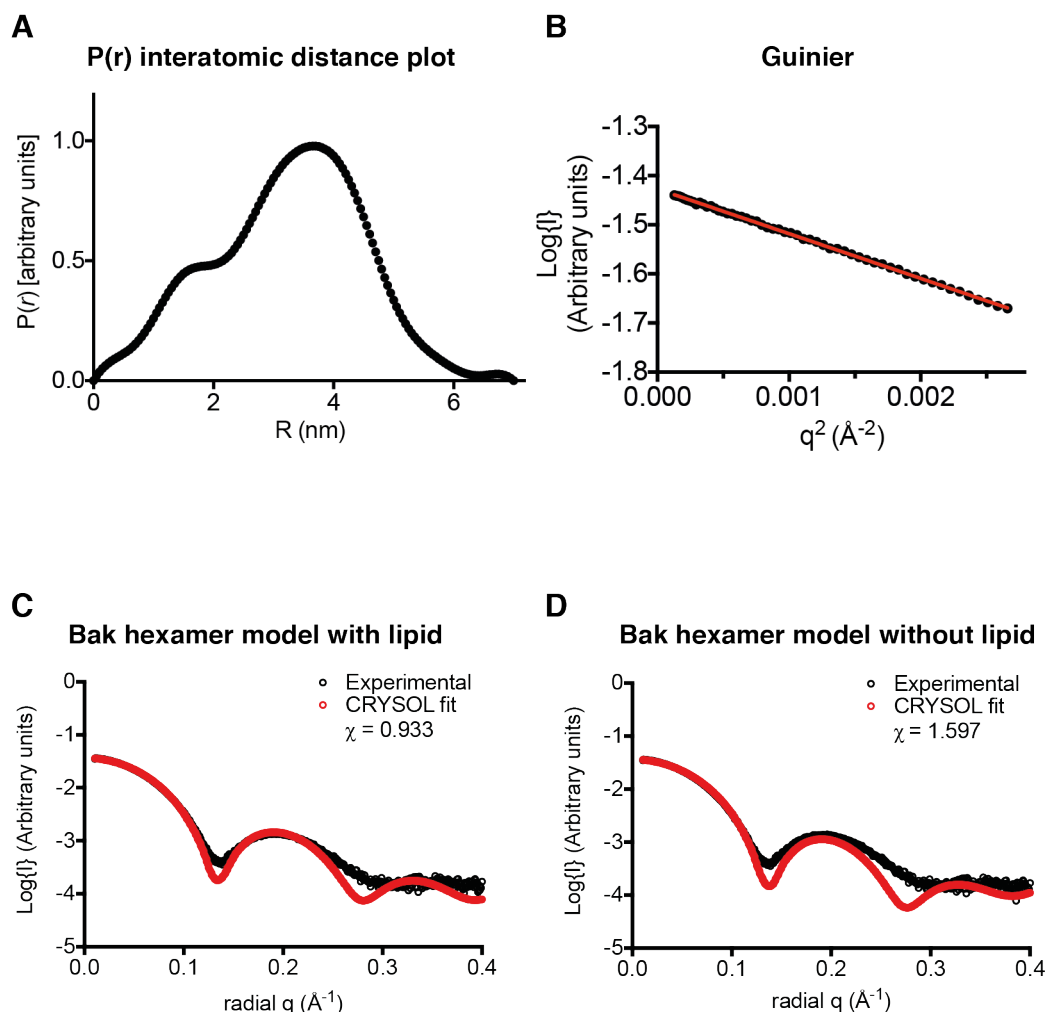 A
P(r) interatomic distance plot
P(r) [arbitrary units]
1.0
0.5
0.0
0
2
4
6
R (nm)
B
Guinier
Log{I}
(Arbitrary units)
-1.3
-1.4
-1.5
-1.6
-1.7
-1.8
0.000
0.001
0.002
q² (Å⁻²)
C
Bak hexamer model with lipid
Experimental
CRYSOL fit
χ = 0.933
Log{I} (Arbitrary units)
0
-1
-2
-3
-4
-5
0.0
0.1
0.2
0.3
0.4
radial q (Å⁻¹)
D
Bak hexamer model without lipid
Experimental
CRYSOL fit
χ = 1.597
Log{I} (Arbitrary units)
0
-1
-2
-3
-4
-5
0.0
0.1
0.2
0.3
0.4
radial q (Å⁻¹)